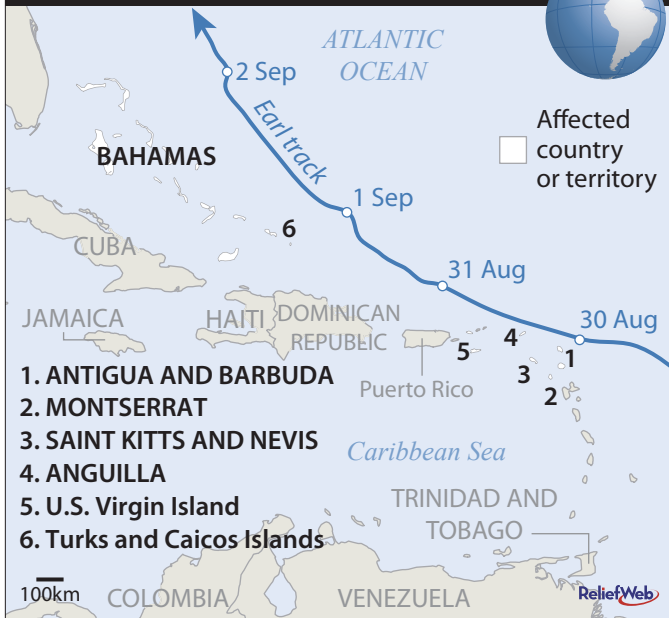 ATLANTIC
OCEAN
2 Sep
Earl track
Affected
country
or territory
BAHAMAS
1 Sep
6
CUBA
31 Aug
JAMAICA
HAITI
DOMINICAN
REPUBLIC
30 Aug
4
5
1
3
2
Puerto Rico
1. ANTIGUA AND BARBUDA
2. MONTSERRAT
3. SAINT KITTS AND NEVIS
4. ANGUILLA
5. U.S. Virgin Island
6. Turks and Caicos Islands
Caribbean Sea
TRINIDAD AND
TOBAGO
100km
COLOMBIA
VENEZUELA
ReliefWeb